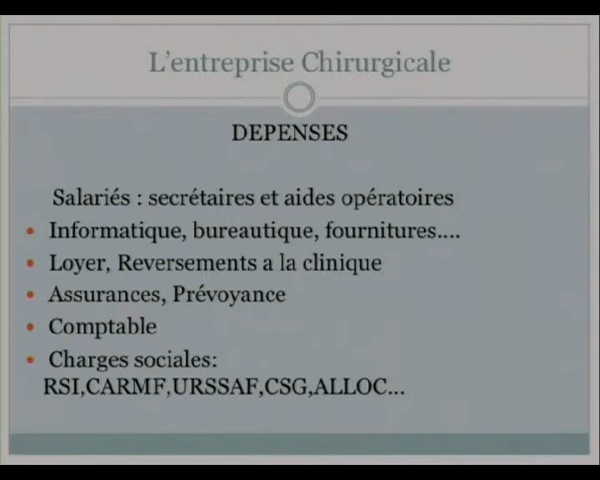 L'entreprise Chirurgicale
DEPENSES
Salariés : secrétaires et aides opératoires
• Informatique, bureautique, fournitures....
• Loyer, Reversements a la clinique
• Assurances, Prévoyance
• Comptable
• Charges sociales:
RSI,CARMF,URSSAF,CSG,ALLOC...